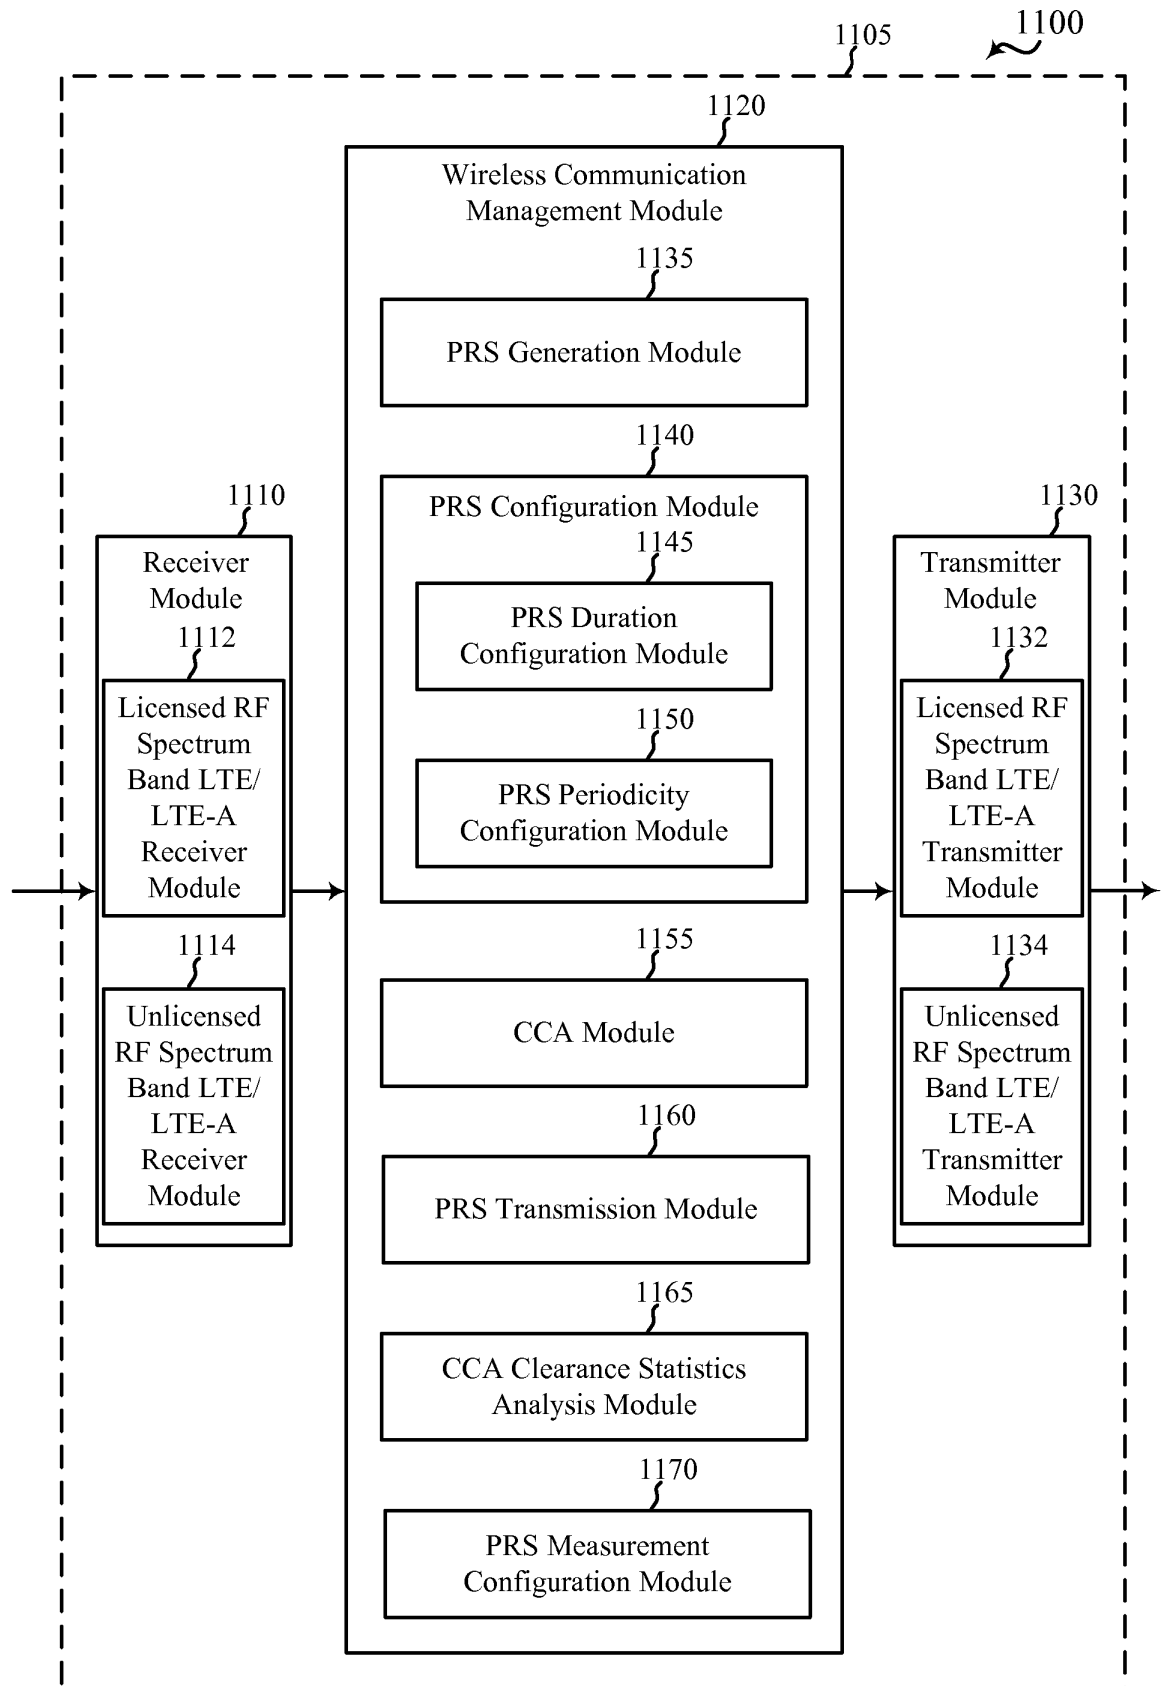 1100
1105
1120
Wireless Communication
Management Module
1135
PRS Generation Module
1140
PRS Configuration Module
1145
PRS Duration
Configuration Module
1150
PRS Periodicity
Configuration Module
1155
CCA Module
1160
PRS Transmission Module
1165
CCA Clearance Statistics
Analysis Module
1170
PRS Measurement
Configuration Module
1110
Receiver
Module
1112
Licensed RF
Spectrum
Band LTE/
LTE-A
Receiver
Module
1114
Unlicensed
RF Spectrum
Band LTE/
LTE-A
Receiver
Module
1130
Transmitter
Module
1132
Licensed RF
Spectrum
Band LTE/
LTE-A
Transmitter
Module
1134
Unlicensed
RF Spectrum
Band LTE/
LTE-A
Transmitter
Module